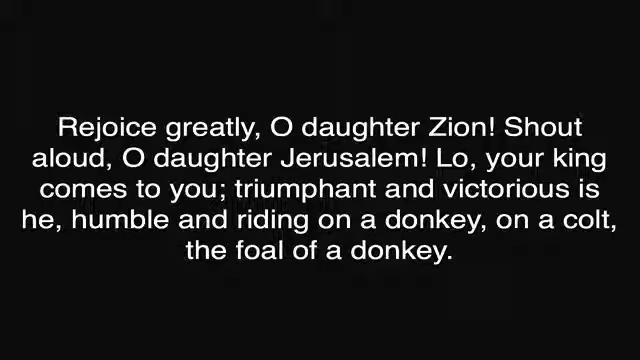 Rejoice greatly, O daughter Zion! Shout
aloud, O daughter Jerusalem! Lo, your king
comes to you; triumphant and victorious is
he, humble and riding on a donkey, on a colt,
the foal of a donkey.